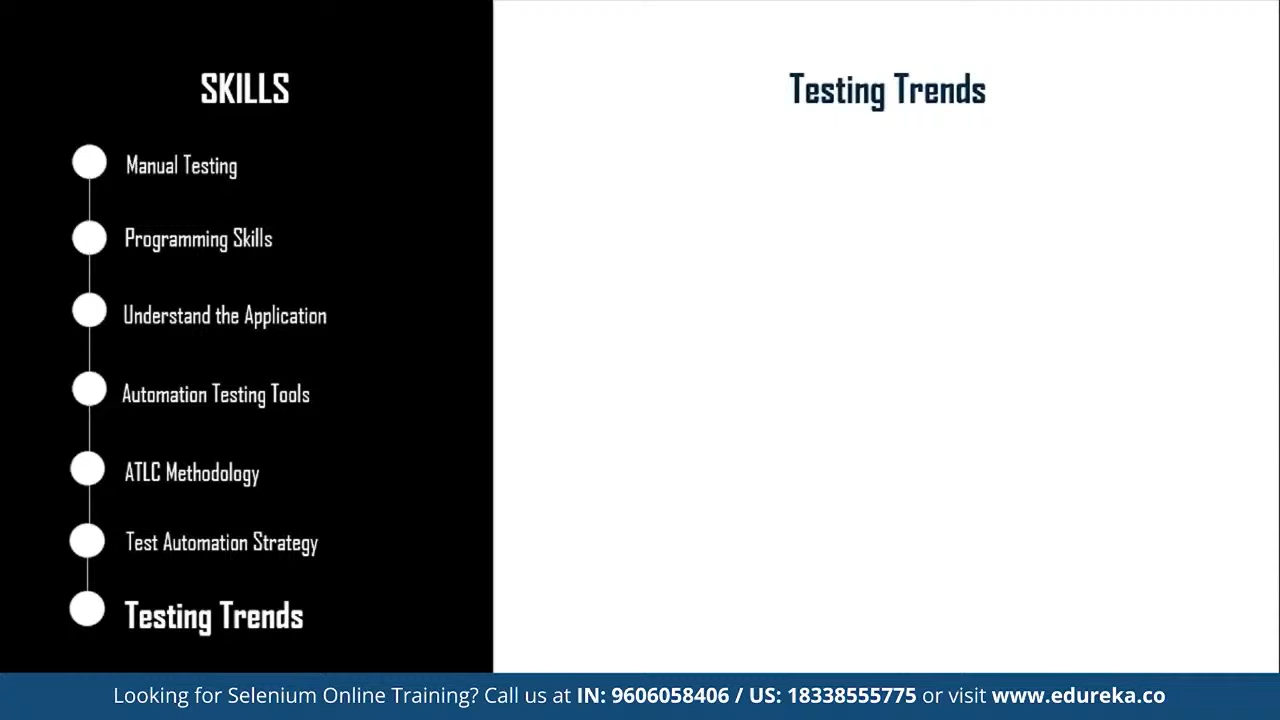 SKILLS
Manual Testing
Programming Skills
Understand the Application
Automation Testing Tools
ATLC Methodology
Test Automation Strategy
Testing Trends
Testing Trends
Looking for Selenium Online Training? Call us at IN: 9606058406 / US: 18338555775 or visit www.edureka.co